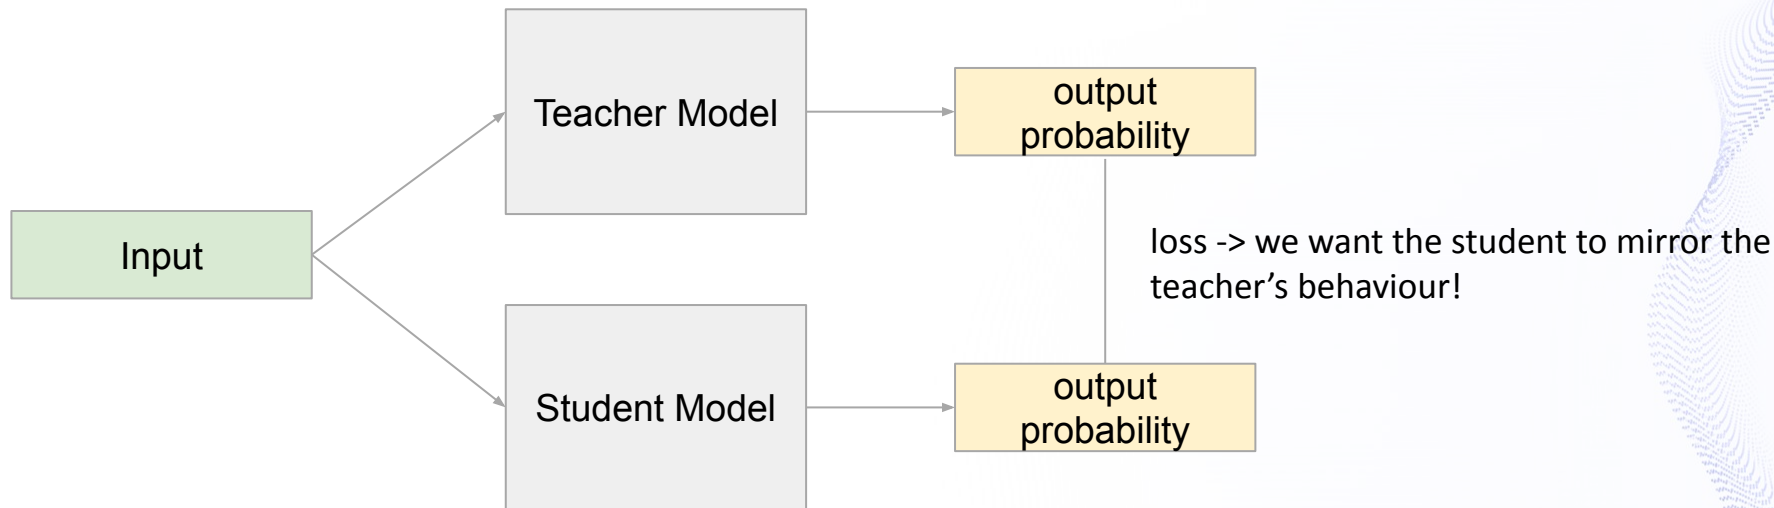 Teacher Model
output
probability
Input
loss -> we want the student to mirror the
teacher’s behaviour!
Student Model
output
probability